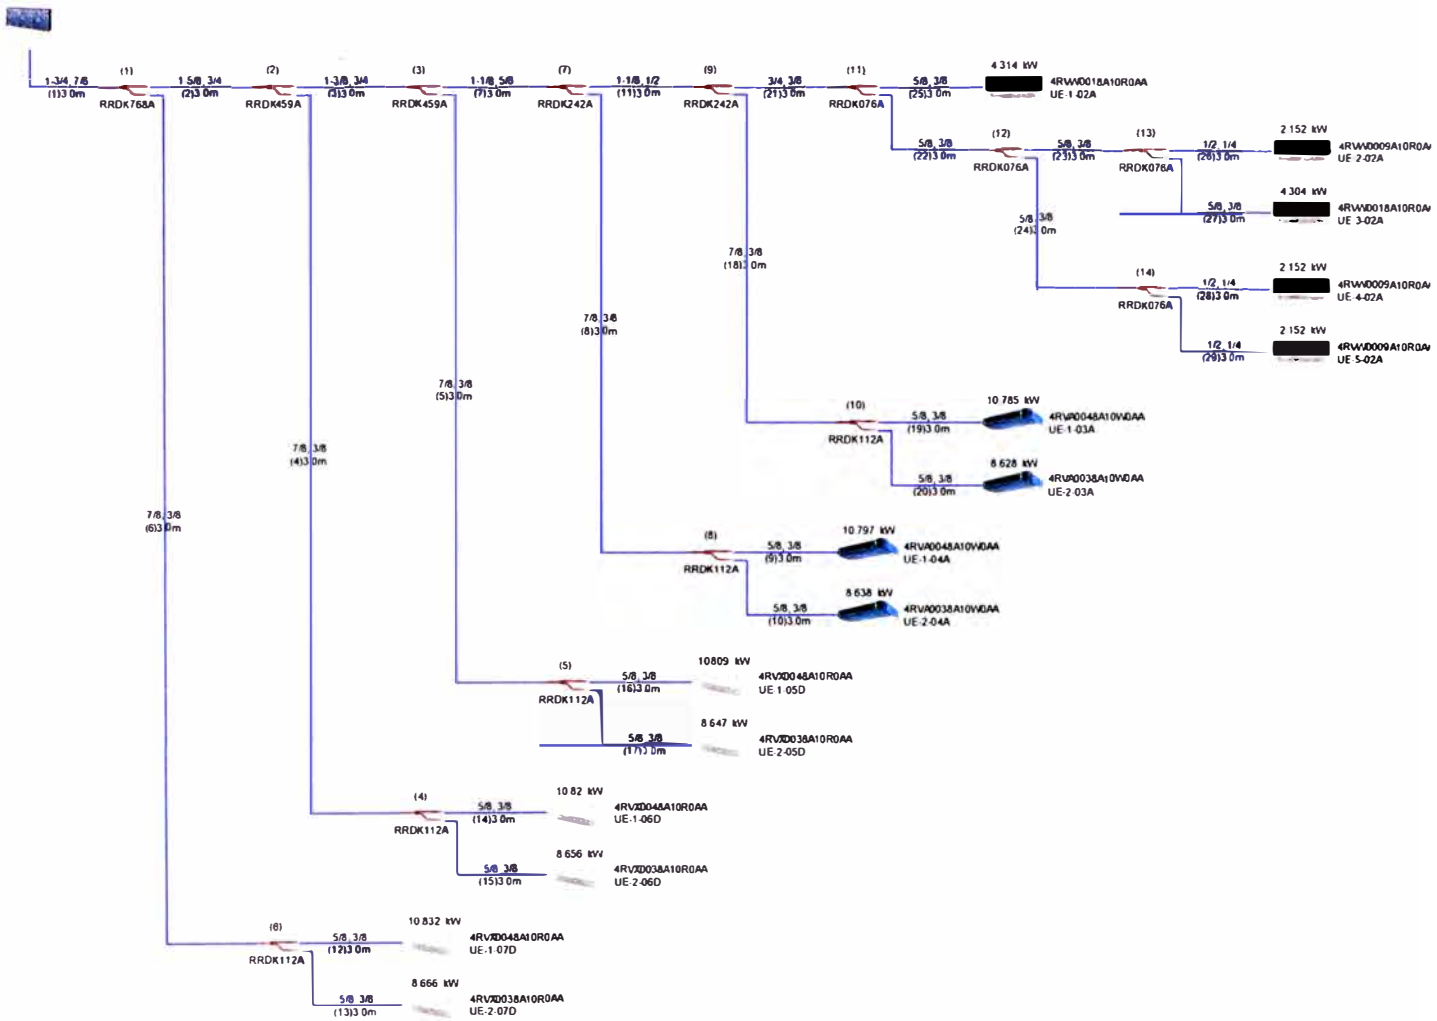 1-3/4, 7/8
(1)3.0m
(1)
RRDK768A
1-5/8, 3/4
(2)3.0m
(2)
RRDK459A
1-3/8, 3/4
(3)3.0m
(3)
RRDK459A
1-1/8, 5/8
(7)3.0m
(7)
RRDK242A
1-1/8, 1/2
(11)3.0m
(9)
RRDK242A
3/4, 3/8
(21)3.0m
(11)
RRDK076A
5/8, 3/8
(25)3.0m
4.314 kW
4RVW0018A10R0AA
UE-1-02A
5/8, 3/8
(22)3.0m
(12)
RRDK076A
5/8, 3/8
(23)3.0m
(13)
RRDK076A
1/2, 1/4
(26)3.0m
2.152 kW
4RVW0009A10R0A
UE-2-02A
5/8, 3/8
(27)3.0m
4.304 kW
4RVW0018A10R0A
UE-3-02A
5/8, 3/8
(24)3.0m
(14)
RRDK076A
1/2, 1/4
(28)3.0m
2.152 kW
4RVW0009A10R0A
UE-4-02A
1/2, 1/4
(29)3.0m
2.152 kW
4RVW0009A10R0A
UE-5-02A
7/8, 3/8
(18)3.0m
(10)
RRDK112A
5/8, 3/8
(19)3.0m
10.785 kW
4RVA0048A10W0AA
UE-1-03A
5/8, 3/8
(20)3.0m
8.628 kW
4RVA0038A10W0AA
UE-2-03A
7/8, 3/8
(8)3.0m
(8)
RRDK112A
5/8, 3/8
(9)3.0m
10.797 kW
4RVA0048A10W0AA
UE-1-04A
5/8, 3/8
(10)3.0m
8.638 kW
4RVA0038A10W0AA
UE-2-04A
7/8, 3/8
(5)3.0m
(5)
RRDK112A
5/8, 3/8
(16)3.0m
10.809 kW
4RVX0048A10R0AA
UE-1-05D
5/8, 3/8
(17)3.0m
8.647 kW
4RVX0038A10R0AA
UE-2-05D
7/8, 3/8
(4)3.0m
(4)
RRDK112A
5/8, 3/8
(14)3.0m
10.82 kW
4RVX0048A10R0AA
UE-1-06D
5/8, 3/8
(15)3.0m
8.656 kW
4RVX0038A10R0AA
UE-2-06D
7/8, 3/8
(6)3.0m
(6)
RRDK112A
5/8, 3/8
(12)3.0m
10.832 kW
4RVX0048A10R0AA
UE-1-07D
5/8, 3/8
(13)3.0m
8.666 kW
4RVX0038A10R0AA
UE-2-07D